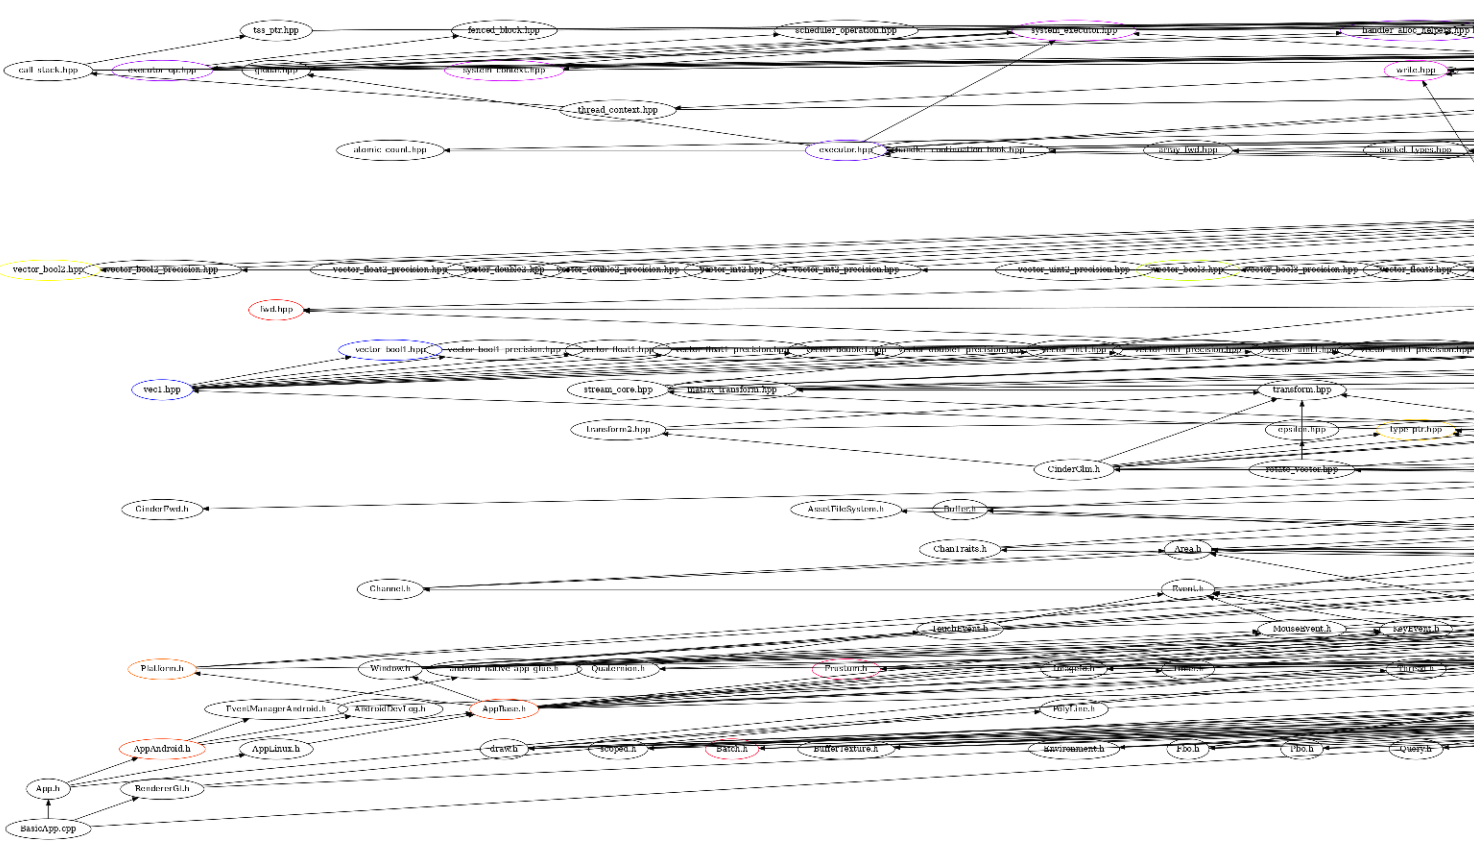 tss_ptr.hpp
fenced_block.hpp
scheduler_operation.hpp
system_executor.hpp
handler_alloc_helpers.hpp
call_stack.hpp
executor_op.hpp
global.hpp
system_context.hpp
write.hpp
thread_context.hpp
atomic_count.hpp
executor.hpp
handler_continuation_hook.hpp
array_fwd.hpp
socket_types.hpp
vector_bool2.hpp
vector_bool2_precision.hpp
vector_float2_precision.hpp
vector_double2.hpp
vector_double2_precision.hpp
vector_int2.hpp
vector_int2_precision.hpp
vector_uint2_precision.hpp
vector_bool3.hpp
vector_bool3_precision.hpp
vector_float3.hpp
fwd.hpp
vector_bool1.hpp
vector_bool1_precision.hpp
vector_float1.hpp
vector_float1_precision.hpp
vector_double1.hpp
vector_double1_precision.hpp
vector_int1.hpp
vector_int1_precision.hpp
vector_uint1.hpp
vector_uint1_precision.hpp
vec1.hpp
stream_core.hpp
matrix_transform.hpp
transform.hpp
transform2.hpp
epsilon.hpp
type_ptr.hpp
CinderGlm.h
rotate_vector.hpp
CinderFwd.h
AssetFileSystem.h
Buffer.h
ChanTraits.h
Area.h
Channel.h
Event.h
TouchEvent.h
MouseEvent.h
KeyEvent.h
Platform.h
Window.h
android_native_app_glue.h
Quaternion.h
Frustum.h
ImageIo.h
Thread.h
EventManagerAndroid.h
AndroidDevLog.h
AppBase.h
PolyLine.h
AppAndroid.h
AppLinux.h
draw.h
scoped.h
Batch.h
BufferTexture.h
Environment.h
Fbo.h
Pbo.h
Query.h
App.h
RendererGl.h
BasicApp.cpp